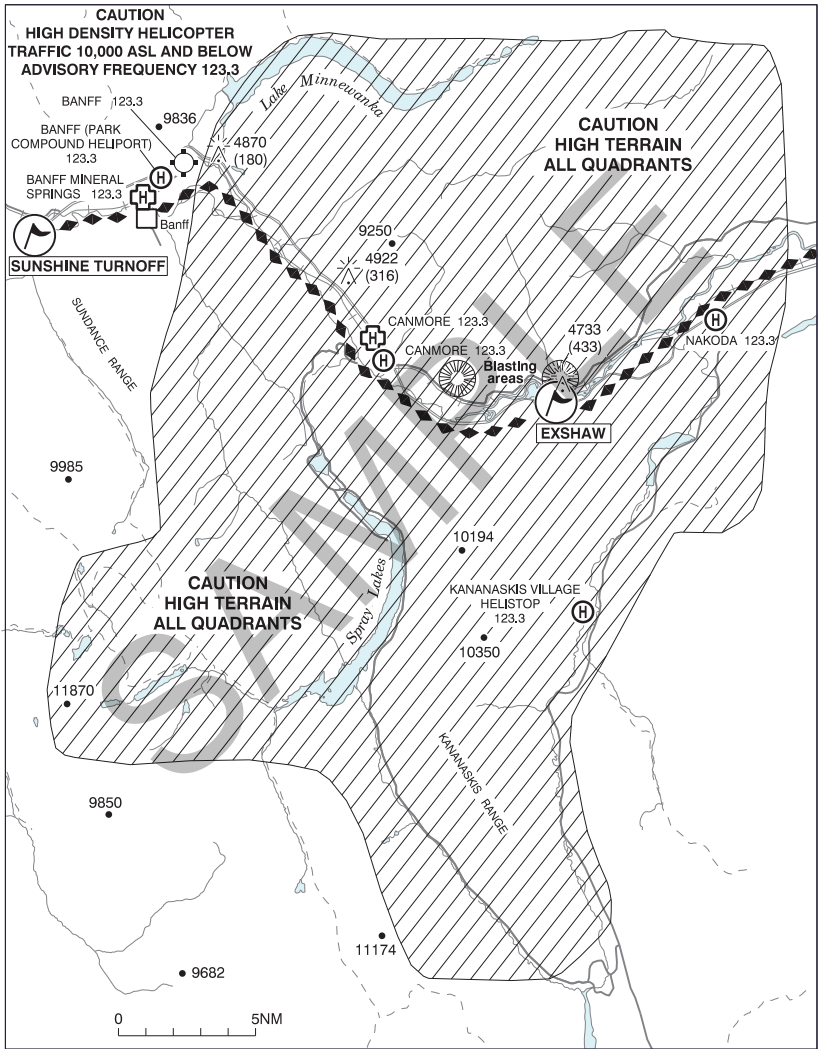 CAUTION
HIGH DENSITY HELICOPTER
TRAFFIC 10,000 ASL AND BELOW
ADVISORY FREQUENCY 123.3
Lake Minnewanka
BANFF 123.3
9836
BANFF (PARK
COMPOUND HELIPORT)
123.3
4870
(180)
CAUTION
HIGH TERRAIN
ALL QUADRANTS
BANFF MINERAL
SPRINGS 123.3
H
H
Banff
SUNSHINE TURNOFF
9250
4922
(316)
SUNDANCE RANGE
CANMORE 123.3
H
CANMORE 123.3
H
Blasting
areas
4733
(433)
H
NAKODA 123.3
EXSHAW
9985
10194
CAUTION
HIGH TERRAIN
ALL QUADRANTS
Spray Lakes
KANANASKIS VILLAGE
HELISTOP
123.3
H
10350
11870
KANANASKIS RANGE
9850
11174
9682
0 5NM
SAMPLE